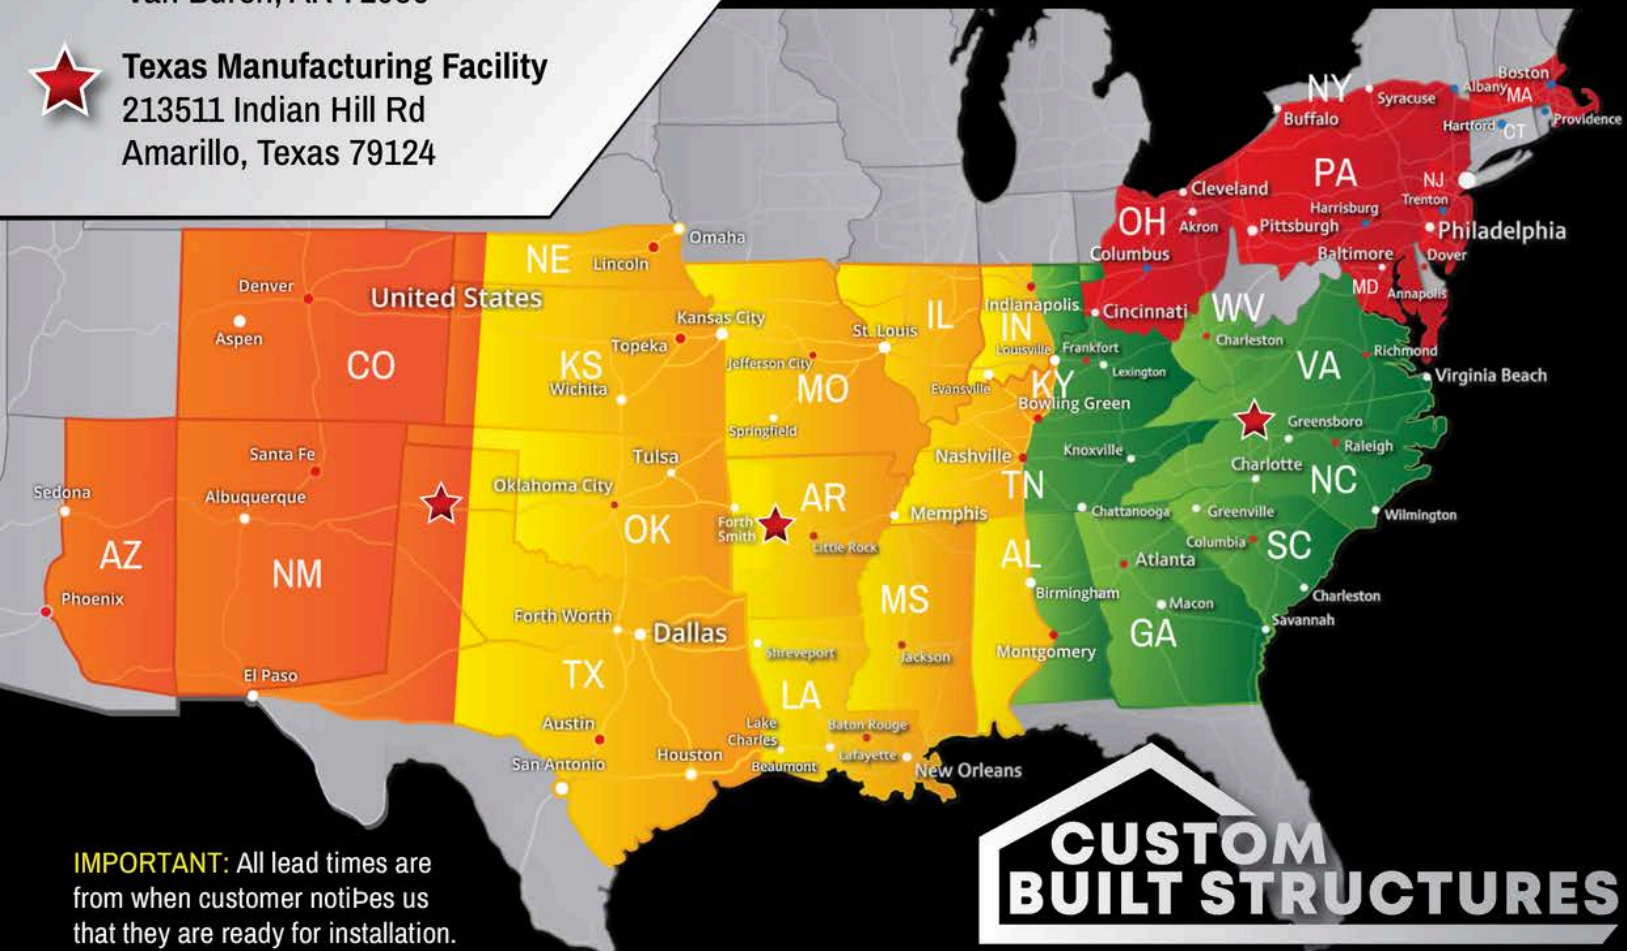 Texas Manufacturing Facility
213511 Indian Hill Rd
Amarillo, Texas 79124
NY
Syracuse
Albany
Boston
MA
Buffalo
Hartford
CT
Providence
PA
Cleveland
NJ
Trenton
OH
Akron
Harrisburg
Pittsburgh
Philadelphia
Columbus
Baltimore
Dover
MD
Annapolis
Omaha
NE
Lincoln
Denver
United States
Aspen
CO
Kansas City
Topeka
KS
Wichita
Jefferson City
MO
St. Louis
IL
Indianapolis
IN
Cincinnati
WV
Louisville
Frankfort
Charleston
Lexington
Evansville
KY
Bowling Green
VA
Richmond
Virginia Beach
Springfield
Greensboro
Raleigh
Santa Fe
Tulsa
Nashville
Knoxville
Charlotte
NC
Sedona
Albuquerque
Oklahoma City
OK
Forth
Smith
AR
Little Rock
Memphis
TN
Chattanooga
Greenville
Wilmington
AZ
NM
Columbia
SC
AL
Atlanta
Phoenix
Birmingham
Charleston
MS
Macon
Savannah
Forth Worth
Dallas
GA
Shreveport
Jackson
Montgomery
El Paso
TX
LA
Austin
Lake
Charles
Baton Rouge
San Antonio
Houston
Beaumont
Lafayette
New Orleans
IMPORTANT: All lead times are
from when customer notiÞes us
that they are ready for installation.
CUSTOM
BUILT STRUCTURES